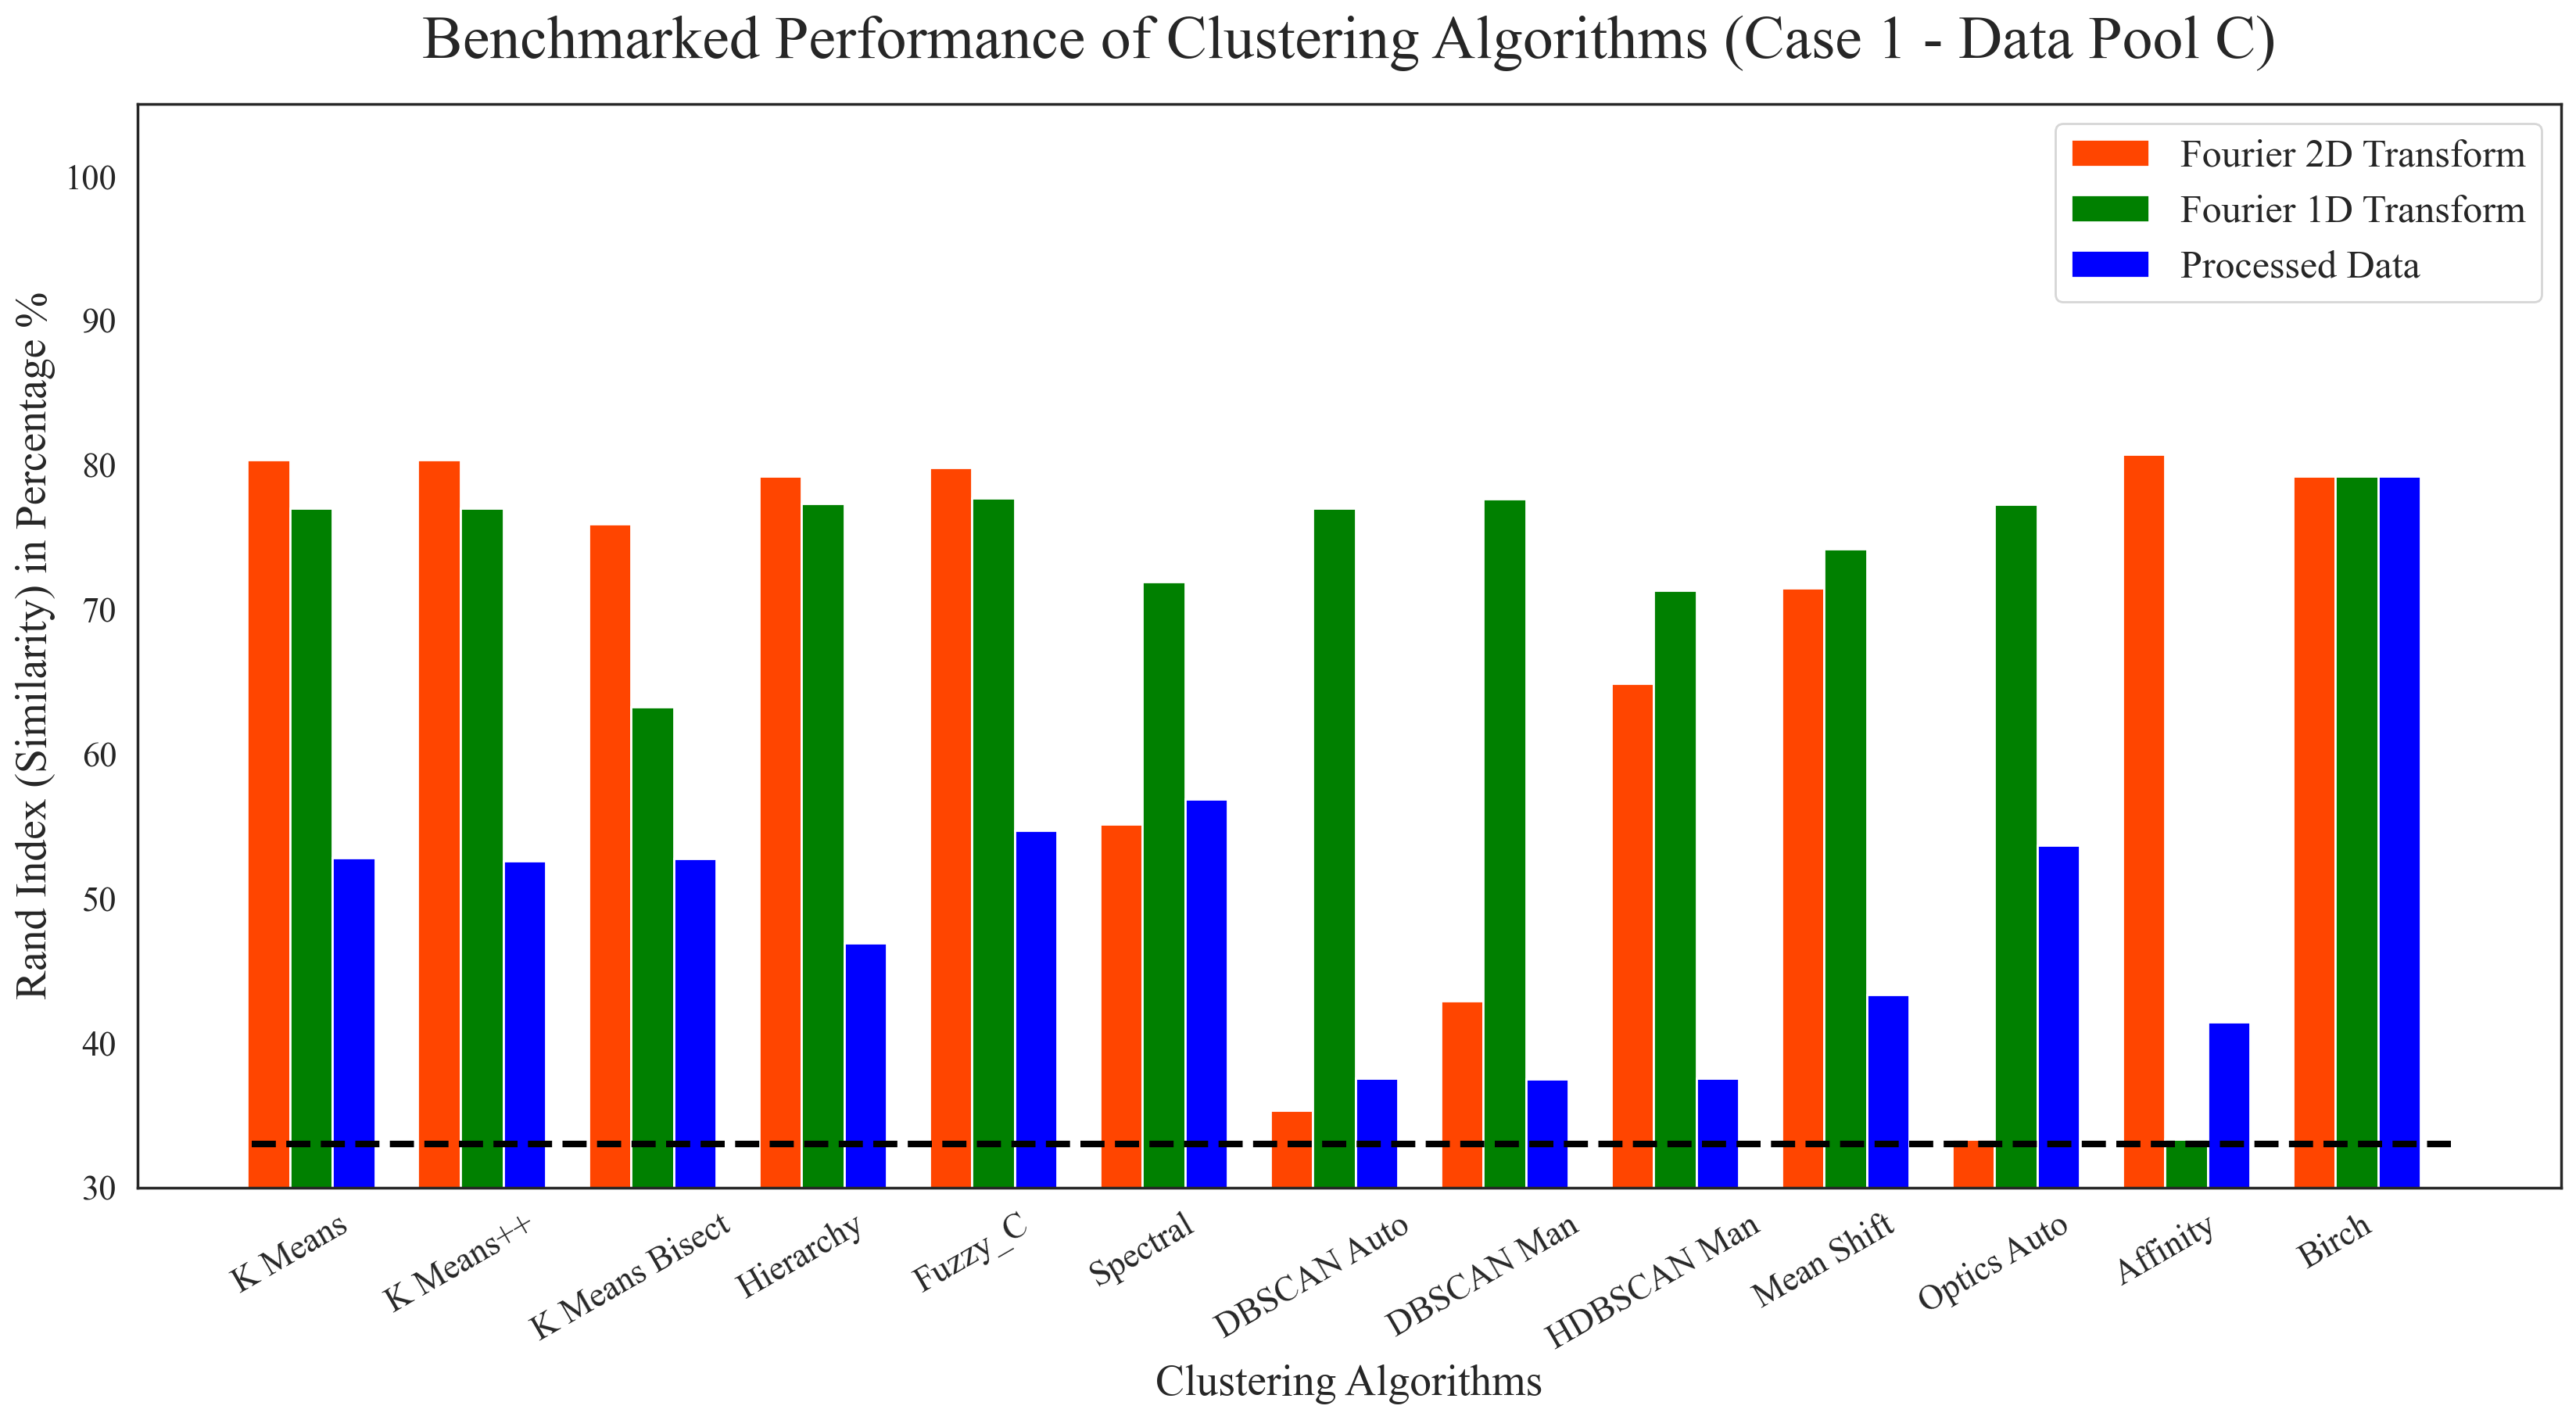 Benchmarked Performance of Clustering Algorithms (Case 1 - Data Pool C)
Fourier 2D Transform
Fourier 1D Transform
Processed Data
Rand Index (Similarity) in Percentage %
100
90
80
70
60
50
40
30
K Means
K Means++
K Means Bisect
Hierarchy
Fuzzy_C
Spectral
DBSCAN Auto
DBSCAN Man
HDBSCAN Man
Mean Shift
Optics Auto
Affinity
Birch
Clustering Algorithms